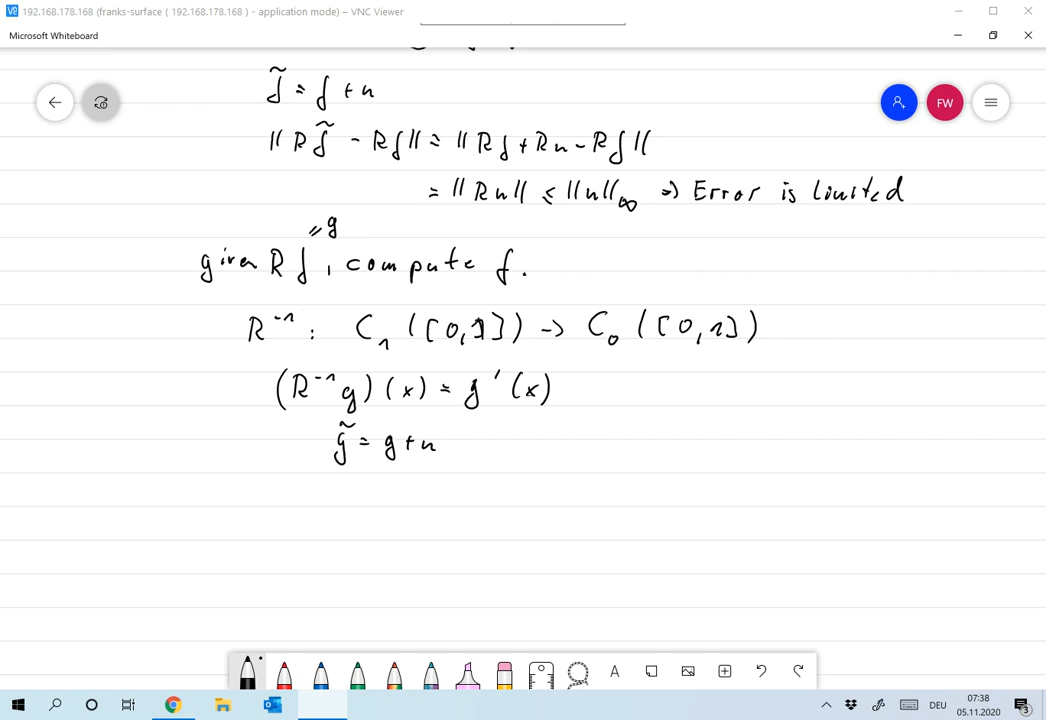 192.168.178.168 (franks-surface ( 192.168.178.168 ) - application mode) – VNC Viewer
Microsoft Whiteboard
f̃ = f + n
|| R f̃ - R f || = || R f + R n - R f ||
= || R n || ≤ || n ||∞ ⇒ Error is limited
= g
given R f , compute f.
R⁻¹ : C₁ ([0,1]) → C₀ ([0,1])
(R⁻¹ g) (x) = g'(x)
g̃ = g + n
FW
A
DEU
07:38
05.11.2020
3